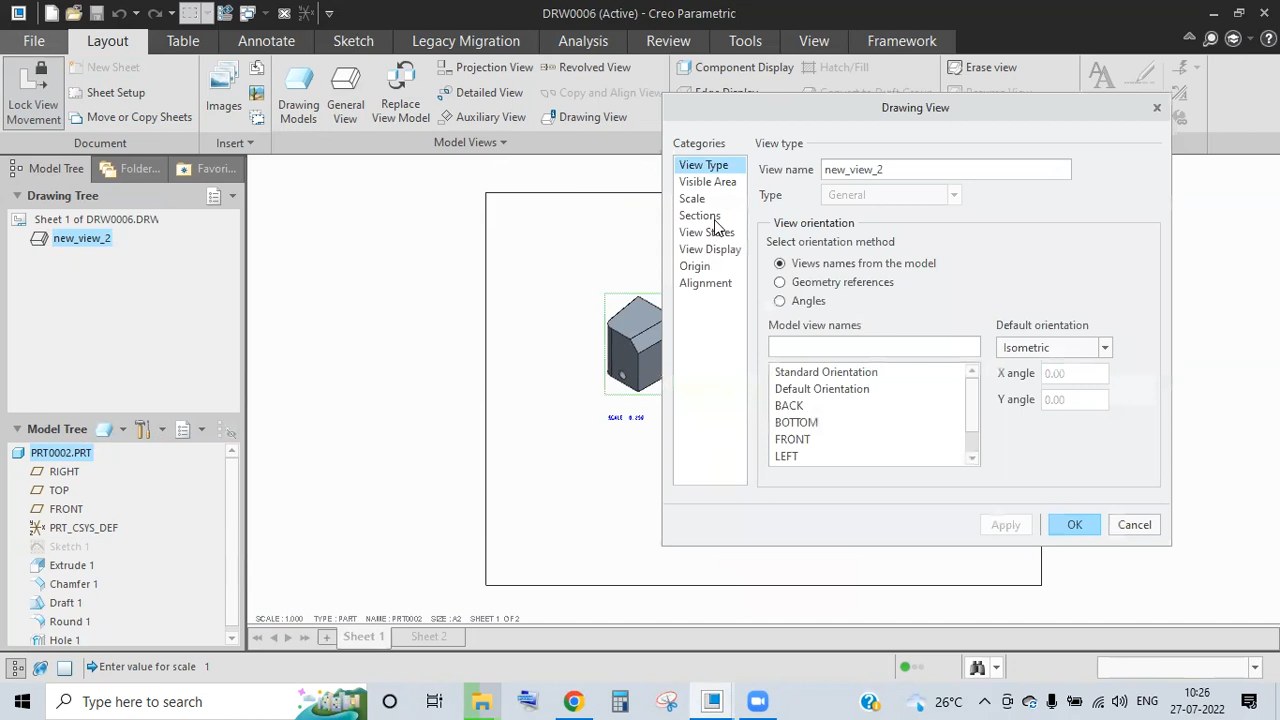 DRW0006 (Active) - Creo Parametric
File
Layout
Table
Annotate
Sketch
Legacy Migration
Analysis
Review
Tools
View
Applications
Framework
Lock View
Movement
New Sheet
Sheet Setup
Move or Copy Sheets
Document
Images
Insert
Drawing
Models
General
View
Replace
View Model
Projection View
Detailed View
Auxiliary View
Revolved View
Copy and Align View
Drawing View
Model Views
Component Display
Hatch/Fill
Erase view
Model Tree
Folder...
Favori...
Drawing Tree
Sheet 1 of DRW0006.DRW
new_view_2
Model Tree
PRT0002.PRT
RIGHT
TOP
FRONT
PRT_CSYS_DEF
Sketch 1
Extrude 1
Chamfer 1
Draft 1
Round 1
Hole 1
SCALE 0.250
Drawing View
Categories
View Type
Visible Area
Scale
Sections
View States
View Display
Origin
Alignment
View type
View name
new_view_2
Type
General
View orientation
Select orientation method
Views names from the model
Geometry references
Angles
Model view names
Default orientation
Isometric
Standard Orientation
Default Orientation
BACK
BOTTOM
FRONT
LEFT
X angle
0.00
Y angle
0.00
Apply
OK
Cancel
SCALE : 1.000 TYPE : PART NAME : PRT0002 SIZE : A2 SHEET 1 OF 2
Sheet 1
Sheet 2
Enter value for scale 1
Type here to search
26°C
ENG
10:26
27-07-2022